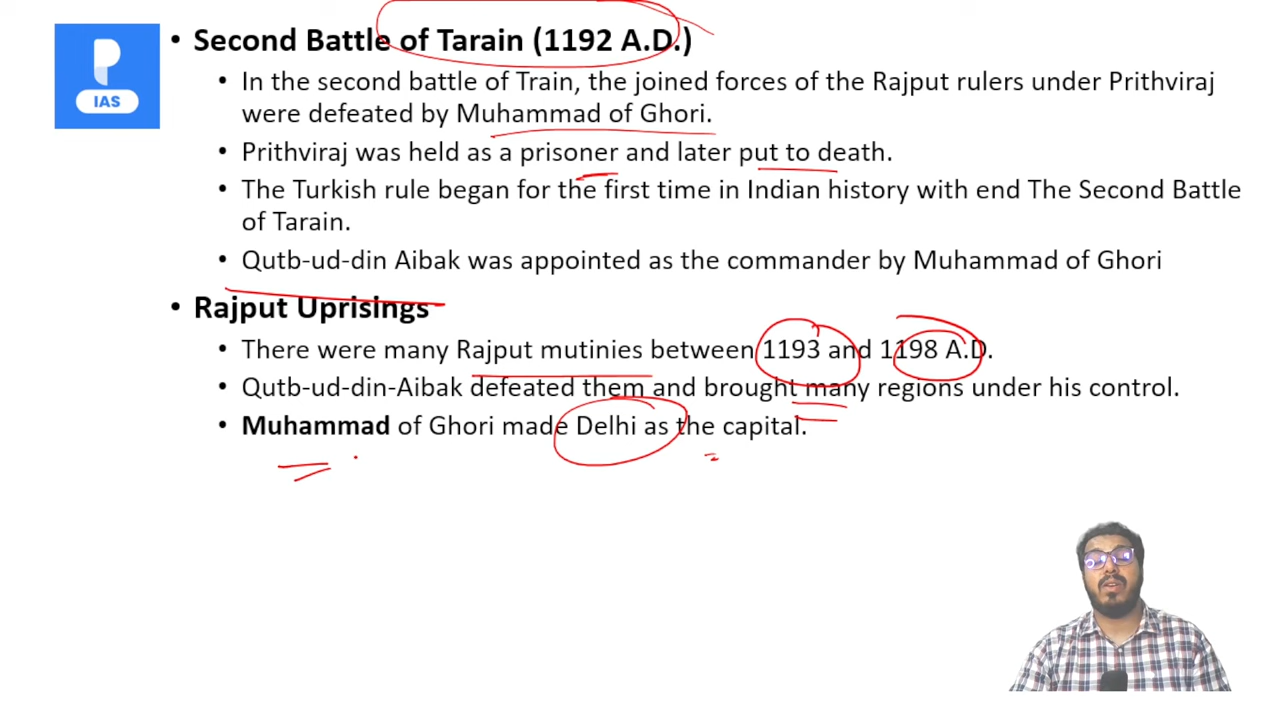 P
IAS
• Second Battle of Tarain (1192 A.D.)
• In the second battle of Train, the joined forces of the Rajput rulers under Prithviraj
were defeated by Muhammad of Ghori.
• Prithviraj was held as a prisoner and later put to death.
• The Turkish rule began for the first time in Indian history with end The Second Battle
of Tarain.
• Qutb-ud-din Aibak was appointed as the commander by Muhammad of Ghori
• Rajput Uprisings
• There were many Rajput mutinies between 1193 and 1198 A.D.
• Qutb-ud-din-Aibak defeated them and brought many regions under his control.
• Muhammad of Ghori made Delhi as the capital.